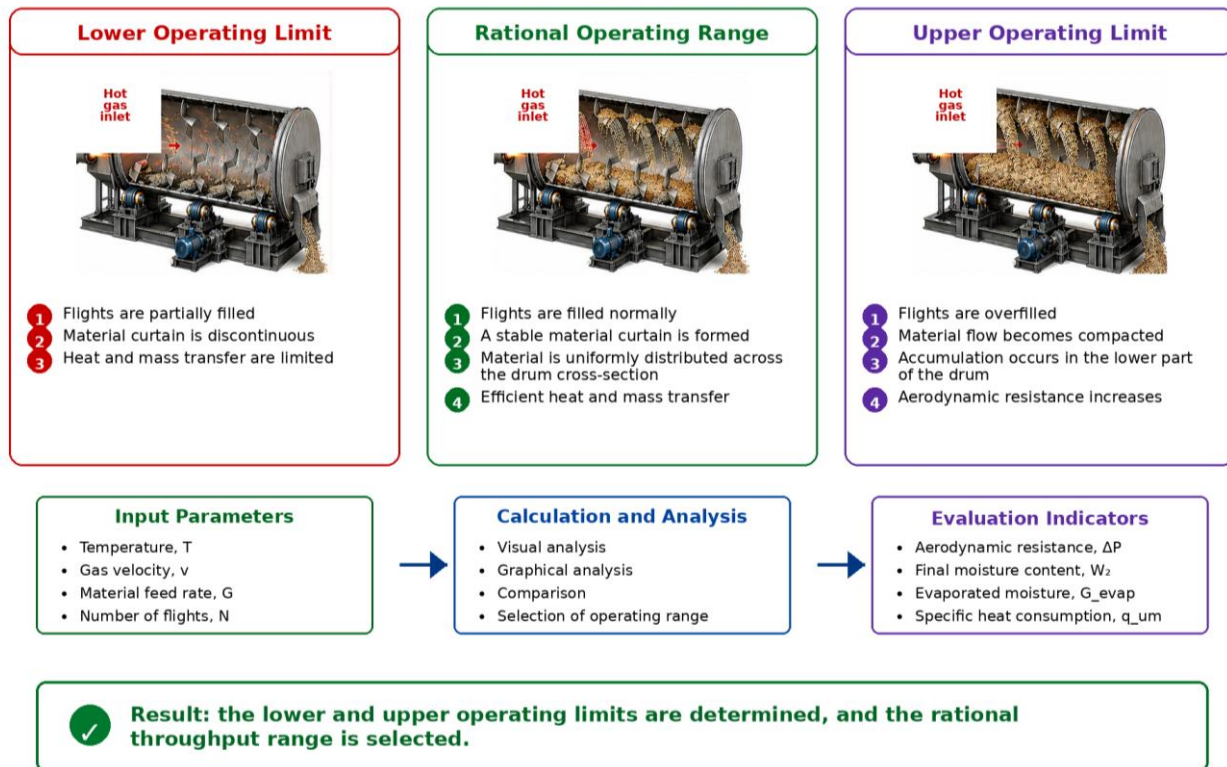 Lower Operating Limit
Hot
gas
inlet
1 Flights are partially filled
2 Material curtain is discontinuous
3 Heat and mass transfer are limited
Rational Operating Range
Hot
gas
inlet
1 Flights are filled normally
2 A stable material curtain is formed
3 Material is uniformly distributed across
the drum cross-section
4 Efficient heat and mass transfer
Upper Operating Limit
Hot
gas
inlet
1 Flights are overfilled
2 Material flow becomes compacted
3 Accumulation occurs in the lower part
of the drum
4 Aerodynamic resistance increases
Input Parameters
• Temperature, T
• Gas velocity, v
• Material feed rate, G
• Number of flights, N
Calculation and Analysis
• Visual analysis
• Graphical analysis
• Comparison
• Selection of operating range
Evaluation Indicators
• Aerodynamic resistance, ΔP
• Final moisture content, W₂
• Evaporated moisture, G_evap
• Specific heat consumption, q_um
Result: the lower and upper operating limits are determined, and the rational
throughput range is selected.